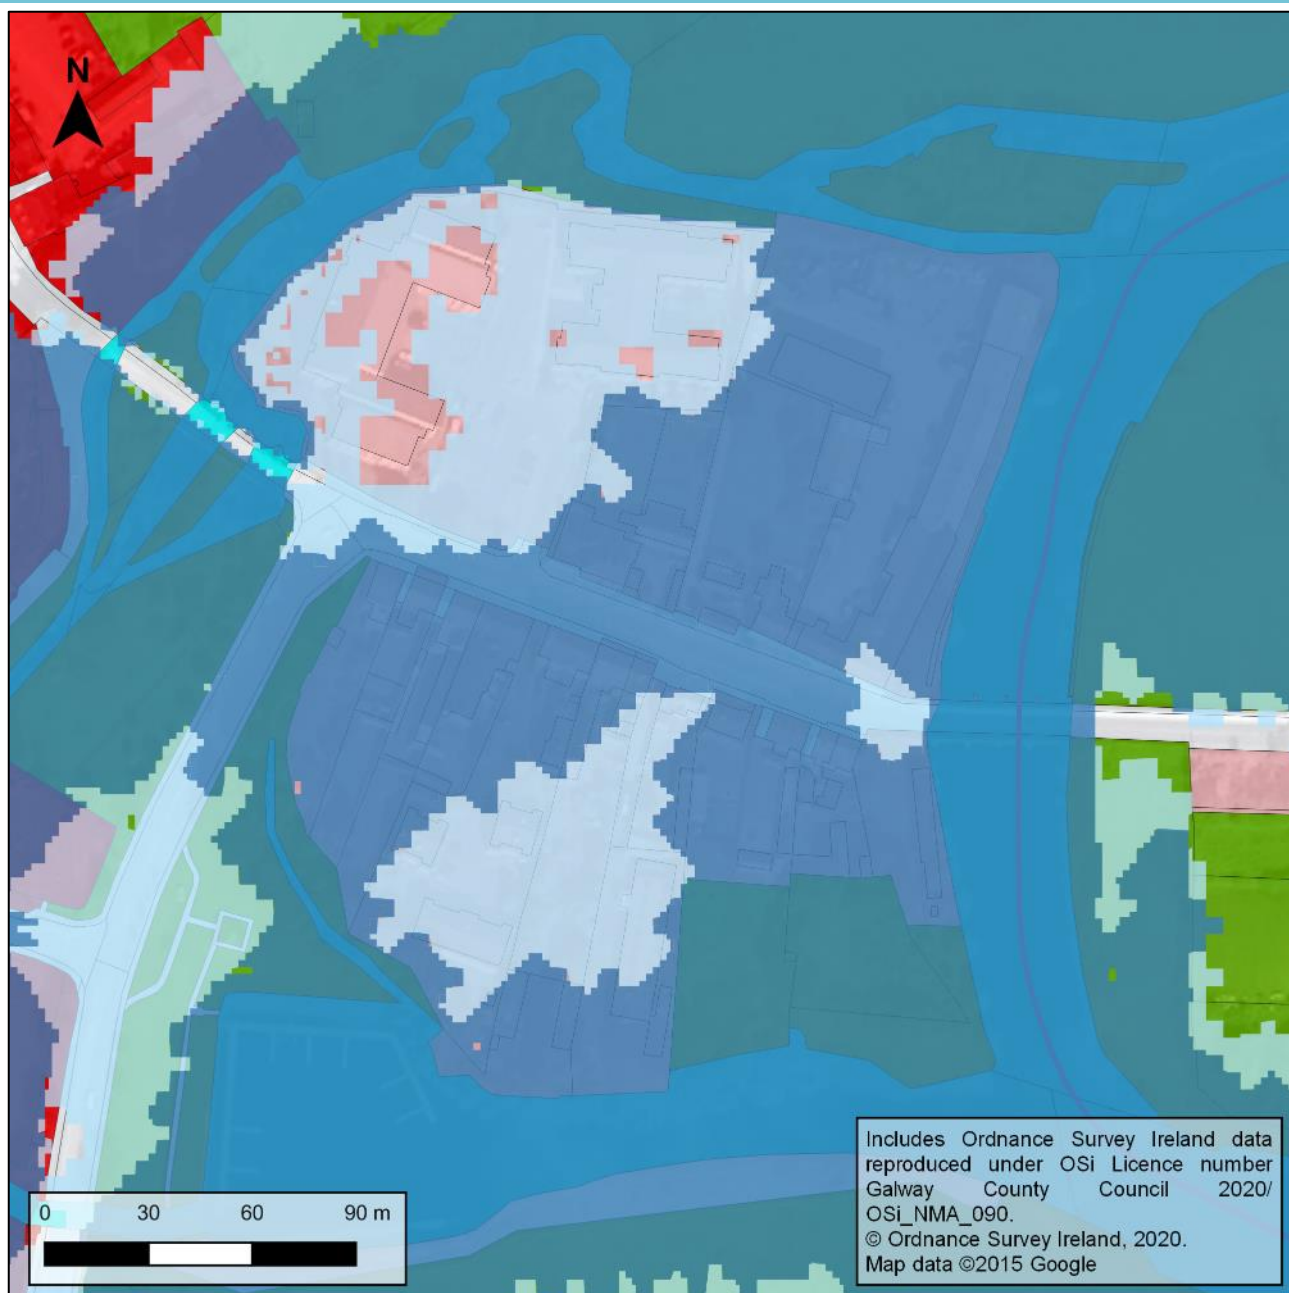 N
0 30 60 90 m
Includes Ordnance Survey Ireland data
reproduced under OSi Licence number
Galway County Council 2020/
OSi_NMA_090.
© Ordnance Survey Ireland, 2020.
Map data ©2015 Google